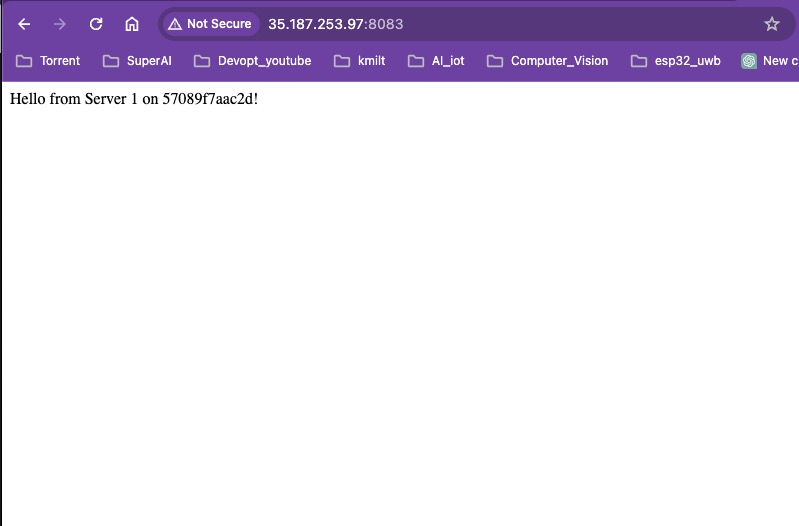 Not Secure 35.187.253.97:8083
Torrent SuperAI Devopt_youtube kmilt AI_iot Computer_Vision esp32_uwb New c
Hello from Server 1 on 57089f7aac2d!